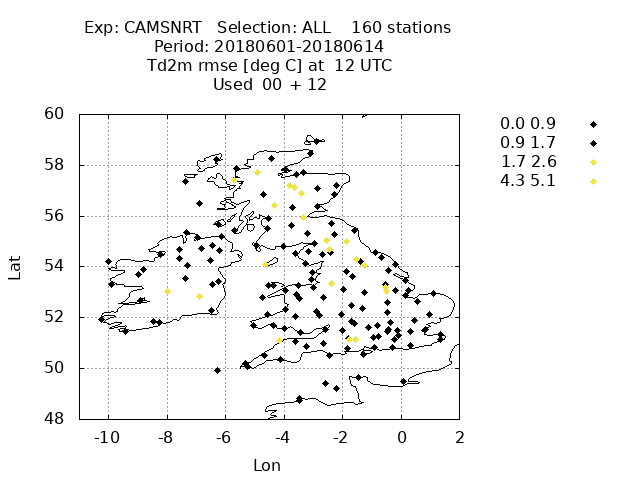 Exp: CAMSNRT   Selection: ALL    160 stations
Period: 20180601-20180614
Td2m rmse [deg C] at  12 UTC
Used  00 + 12
0.0 0.9
0.9 1.7
1.7 2.6
4.3 5.1
60
58
56
54
52
50
48
Lat
-10 -8 -6 -4 -2 0 2
Lon